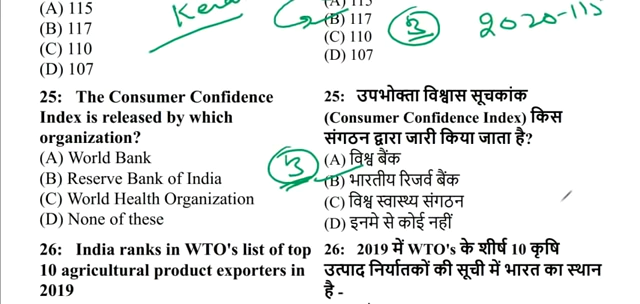 (A) 115
(B) 117
(C) 110
(D) 107
25: The Consumer Confidence
Index is released by which
organization?
(A) World Bank
(B) Reserve Bank of India
(C) World Health Organization
(D) None of these
26: India ranks in WTO's list of top
10 agricultural product exporters in
2019
(A) 115
(B) 117
(C) 110
(D) 107
B
2020-115
25: उपभोक्ता विश्वास सूचकांक
(Consumer Confidence Index) किस
संगठन द्वारा जारी किया जाता है?
(A) विश्व बैंक
(B) भारतीय रिजर्व बैंक
(C) विश्व स्वास्थ्य संगठन
(D) इनमे से कोई नहीं
B
26: 2019 में WTO's के शीर्ष 10 कृषि
उत्पाद निर्यातकों की सूची में भारत का स्थान
है -